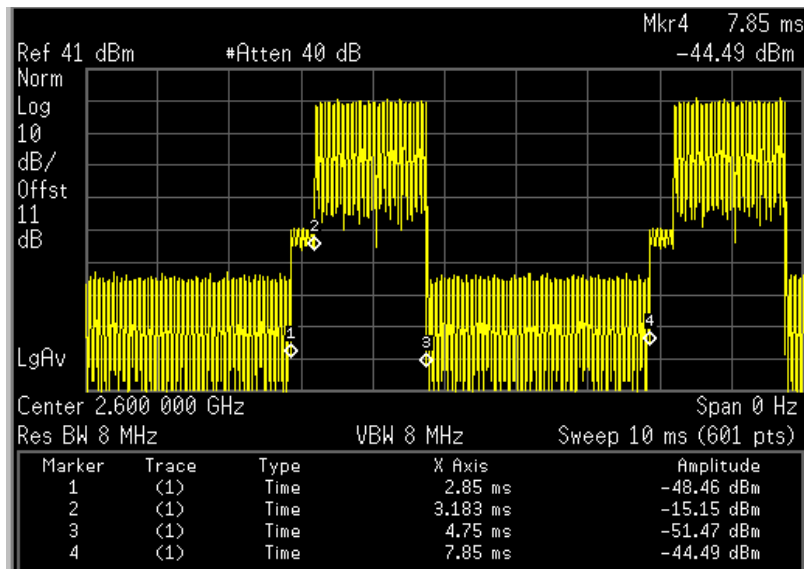 Mkr4 7.85 ms
Ref 41 dBm #Atten 40 dB -44.49 dBm
Norm
Log
10
dB/
Offst
11
dB
2
1
3
4
LgAv
Center 2.600 000 GHz Span 0 Hz
Res BW 8 MHz VBW 8 MHz Sweep 10 ms (601 pts)
Marker Trace Type X Axis Amplitude
1 (1) Time 2.85 ms -48.46 dBm
2 (1) Time 3.183 ms -15.15 dBm
3 (1) Time 4.75 ms -51.47 dBm
4 (1) Time 7.85 ms -44.49 dBm